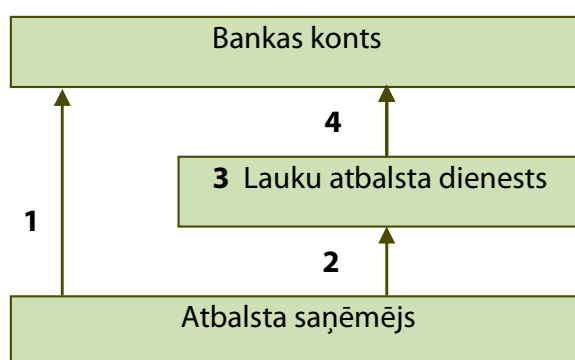 Bankas konts
4
3 Lauku atbalsta dienests
1
2
Atbalsta saņēmējs